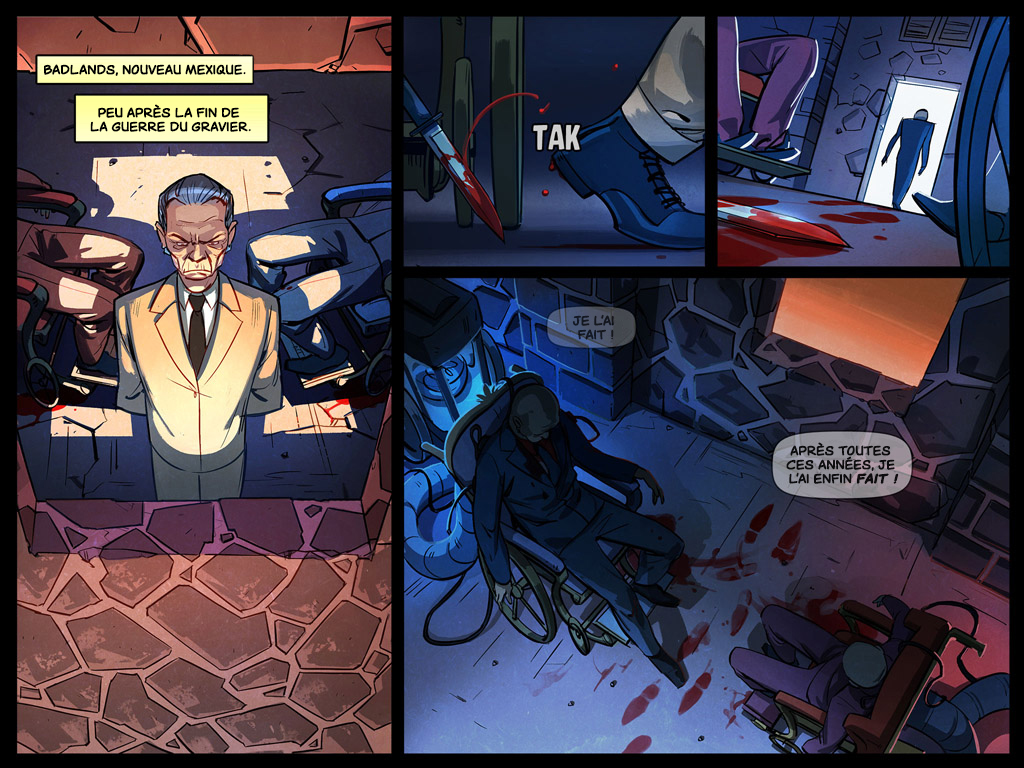 BADLANDS, NOUVEAU MEXIQUE.
PEU APRÈS LA FIN DE
LA GUERRE DU GRAVIER.
TAK
JE L'AI
FAIT !
APRÈS TOUTES
CES ANNÉES, JE
L'AI ENFIN FAIT !